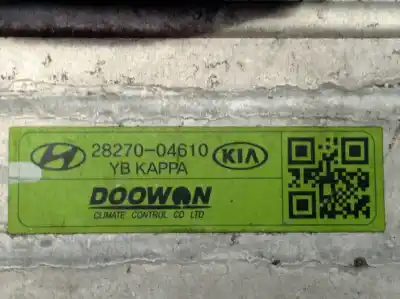 28270-04610 KIA
YB KAPPA
DOOWON
CLIMATE CONTROL CO LTD